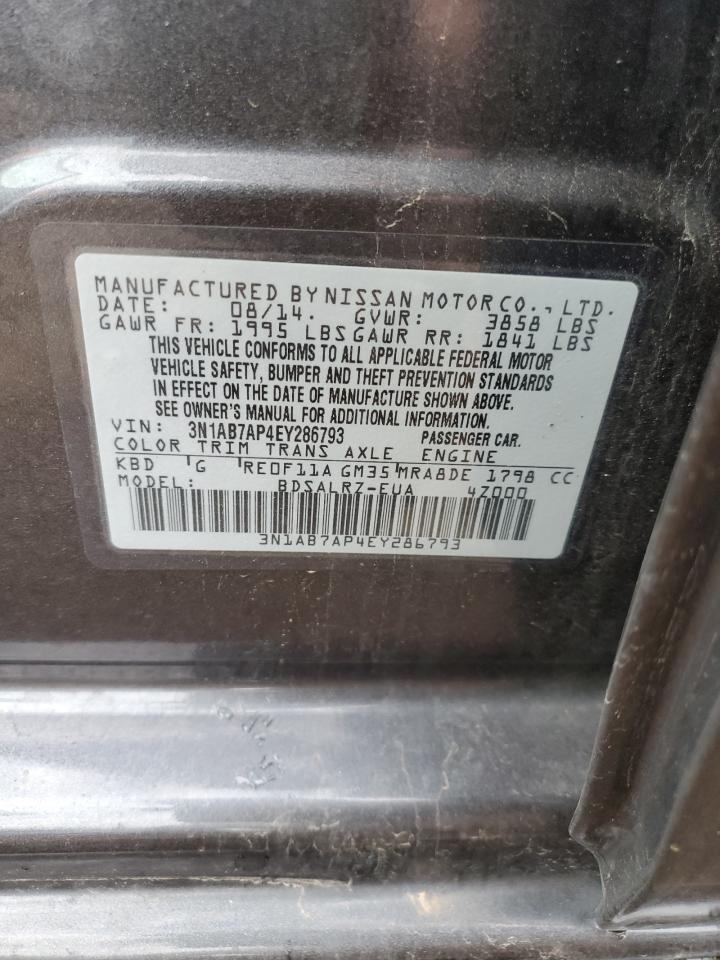 MANUFACTURED BY NISSAN MOTOR CO., LTD.
DATE: 08/14. GVWR: 3858 LBS
GAWR FR: 1995 LBS GAWR RR: 1841 LBS
THIS VEHICLE CONFORMS TO ALL APPLICABLE FEDERAL MOTOR
VEHICLE SAFETY, BUMPER AND THEFT PREVENTION STANDARDS
IN EFFECT ON THE DATE OF MANUFACTURE SHOWN ABOVE.
SEE OWNER'S MANUAL FOR ADDITIONAL INFORMATION.
VIN: 3N1AB7AP4EY286793 PASSENGER CAR.
COLOR TRIM TRANS AXLE ENGINE
KBD G RE0F11A GM35 MRA8DE 1798 CC
MODEL: BDSALRZ-EUA 4Z000
3N1AB7AP4EY286793